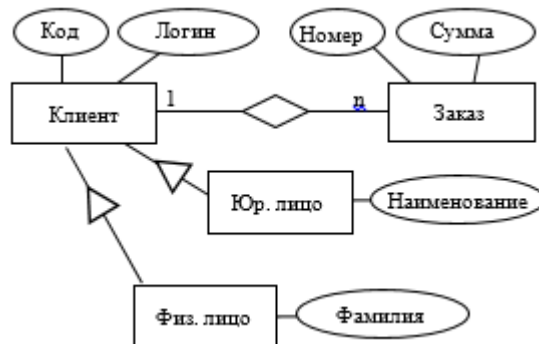 Код
Логин
Номер
Сумма
Клиент
1
n
Заказ
Юр. лицо
Наименование
Физ. лицо
Фамилия